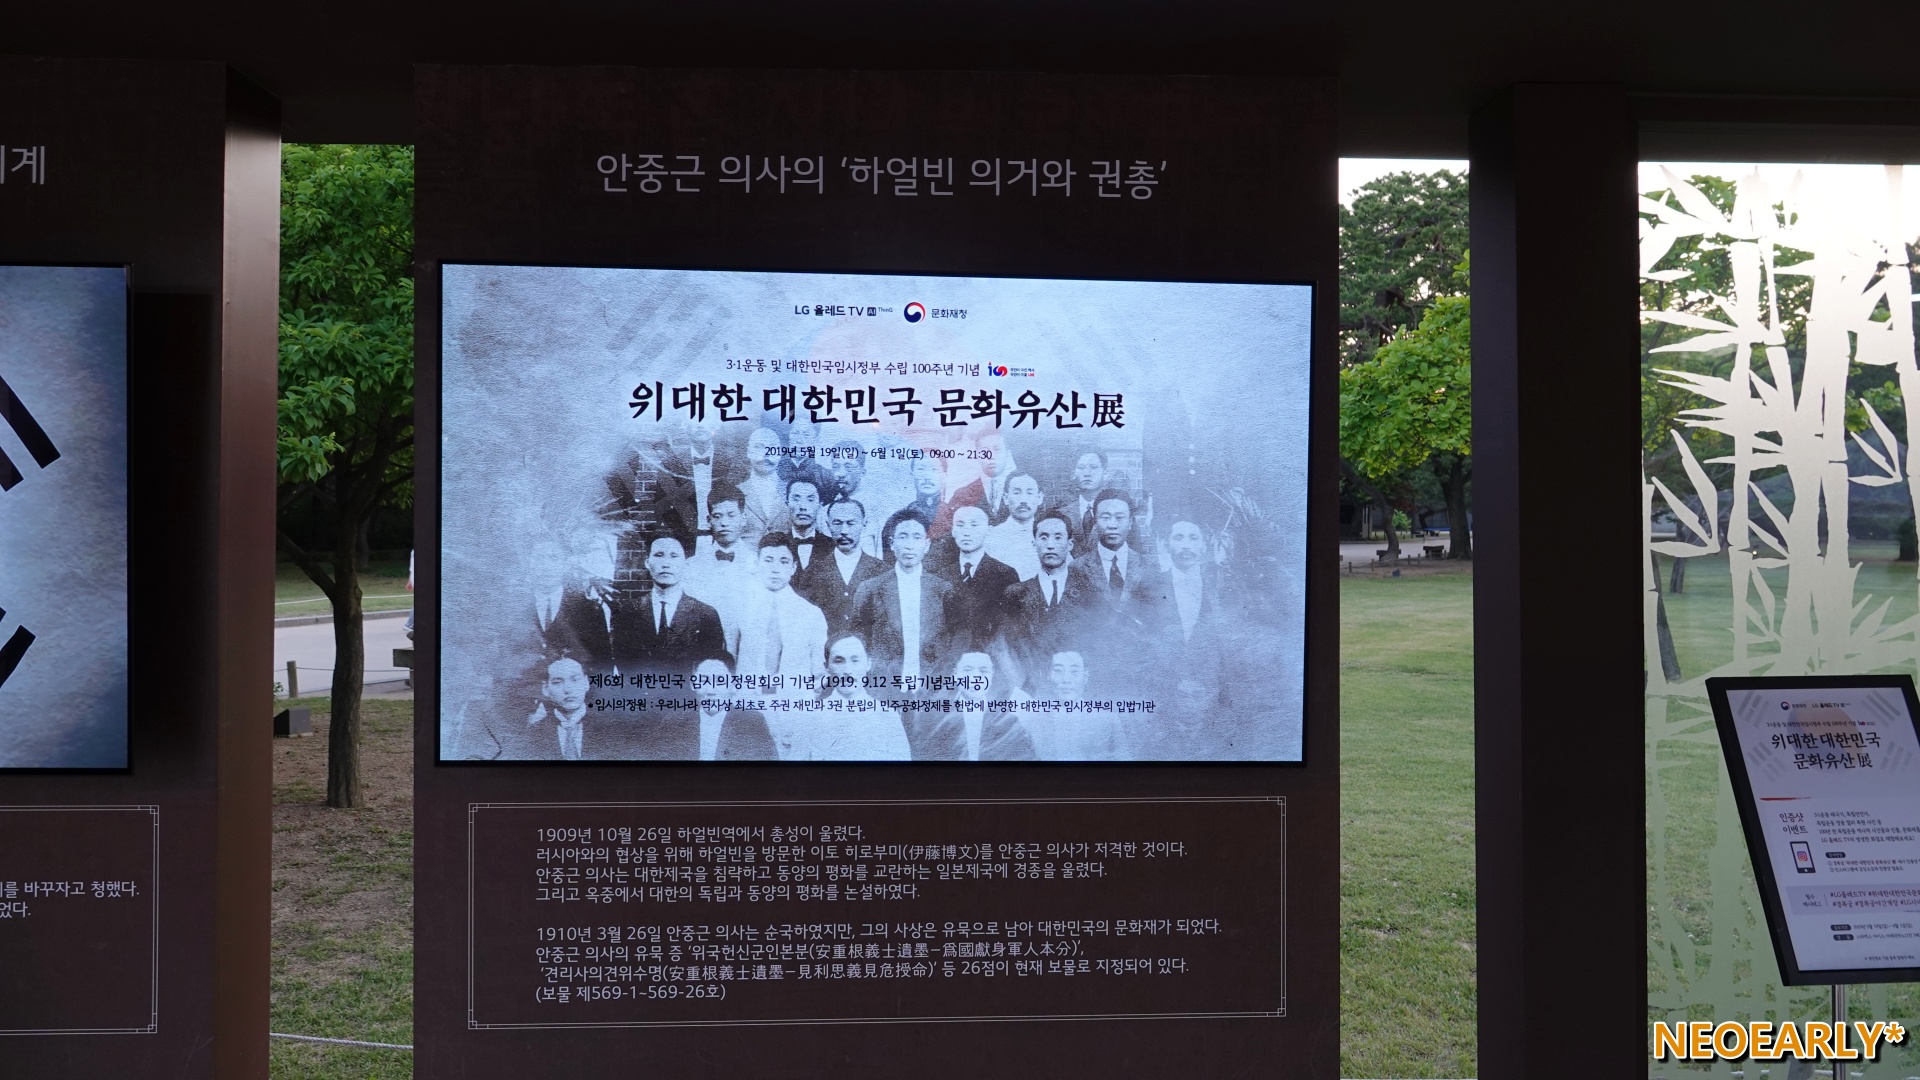 계
안중근 의사의 ‘하얼빈 의거와 권총’
LG 올레드 TV AI ThinQ 문화재청
3·1운동 및 대한민국임시정부 수립 100주년 기념
위대한 대한민국 문화유산展
2019년 5월 19일(일) ~ 6월 1일(토) 09:00 ~ 21:30
제6회 대한민국 임시의정원회의 기념 (1919. 9.12 독립기념관제공)
•임시의정원 : 우리나라 역사상 최초로 주권 재민과 3권 분립의 민주공화정제를 헌법에 반영한 대한민국 임시정부의 입법기관
1909년 10월 26일 하얼빈역에서 총성이 울렸다.
러시아와의 협상을 위해 하얼빈을 방문한 이토 히로부미(伊藤博文)를 안중근 의사가 저격한 것이다.
안중근 의사는 대한제국을 침략하고 동양의 평화를 교란하는 일본제국에 경종을 울렸다.
그리고 옥중에서 대한의 독립과 동양의 평화를 논설하였다.
1910년 3월 26일 안중근 의사는 순국하였지만, 그의 사상은 유묵으로 남아 대한민국의 문화재가 되었다.
안중근 의사의 유묵 중 ‘위국헌신군인본분(安重根義士遺墨–爲國獻身軍人本分)’,
‘견리사의견위수명(安重根義士遺墨–見利思義見危授命)’ 등 26점이 현재 보물로 지정되어 있다.
(보물 제569-1~569-26호)
를 바꾸자고 청했다.
었다.
위대한 대한민국
문화유산展
인증샷
이벤트
NEOEARLY*